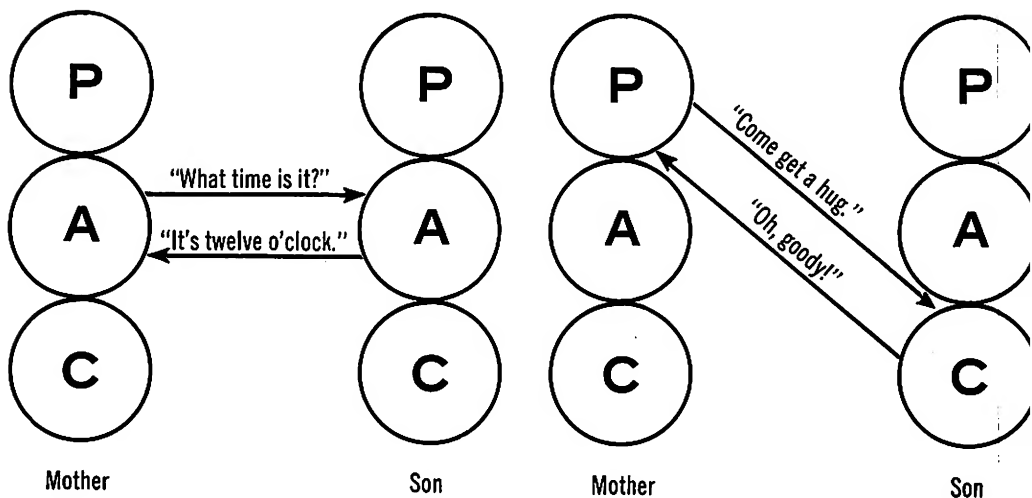 P
P
P
P
"What time is it?"
"Come get a hug."
A
A
A
A
"It's twelve o'clock."
"Oh, goody!"
C
C
C
C
Mother
Son
Mother
Son